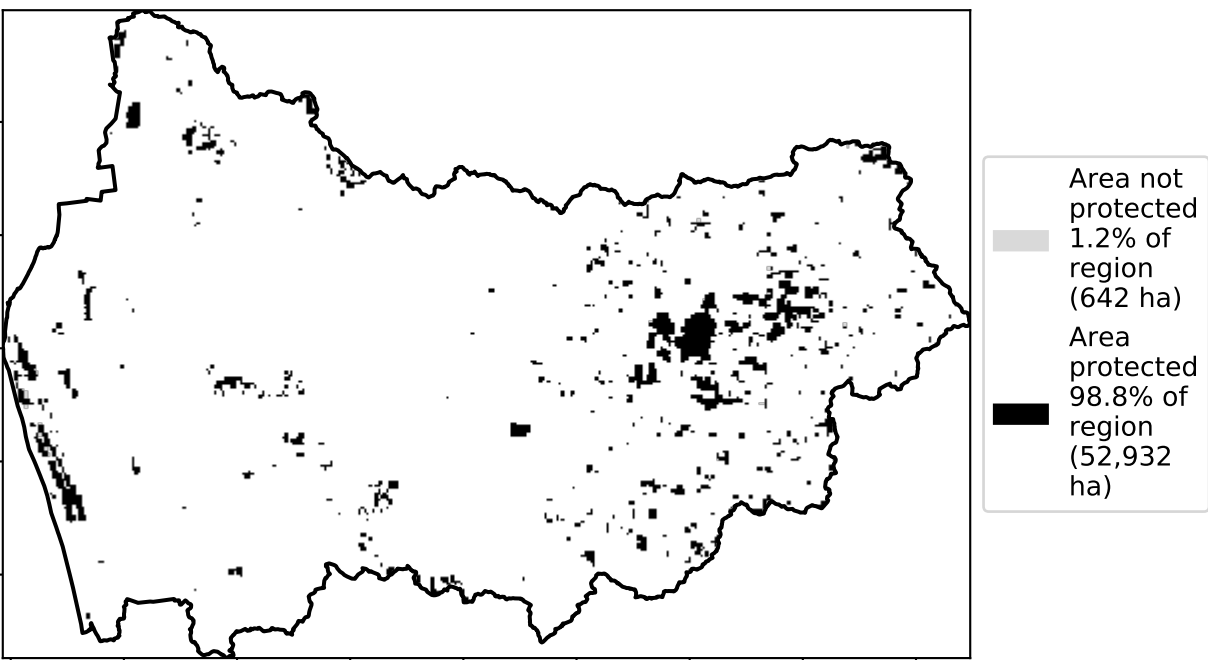 Area not
protected
1.2% of
region
(642 ha)
Area
protected
98.8% of
region
(52,932
ha)